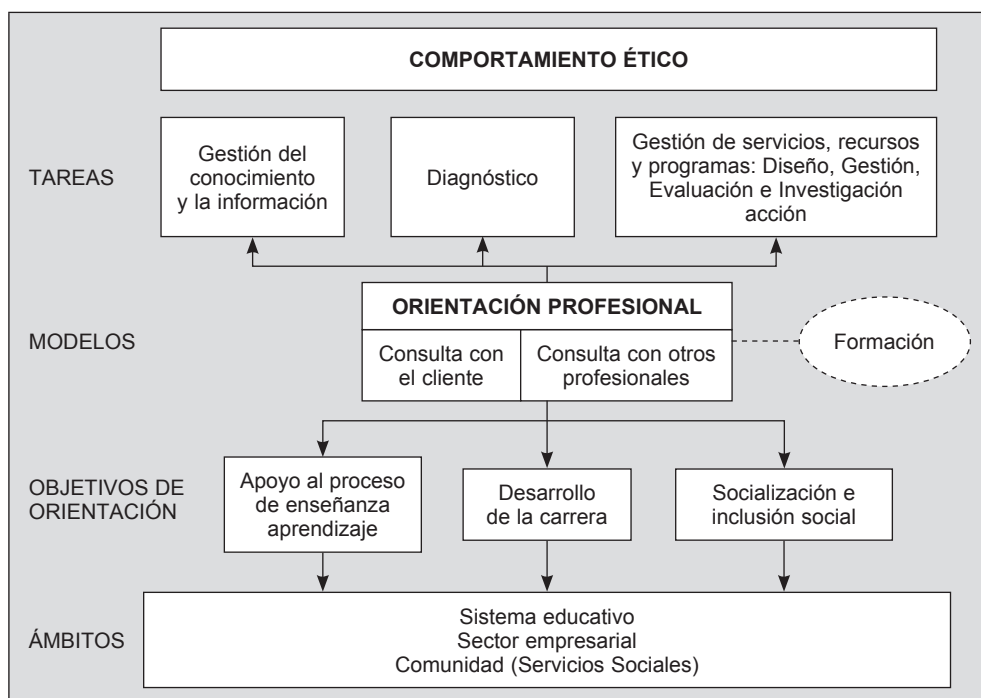 COMPORTAMIENTO ÉTICO
TAREAS
Gestión del
conocimiento
y la información
Diagnóstico
Gestión de servicios, recursos
y programas: Diseño, Gestión,
Evaluación e Investigación
acción
MODELOS
ORIENTACIÓN PROFESIONAL
Consulta con
el cliente
Consulta con otros
profesionales
Formación
OBJETIVOS DE
ORIENTACIÓN
Apoyo al proceso
de enseñanza
aprendizaje
Desarrollo
de la carrera
Socialización e
inclusión social
ÁMBITOS
Sistema educativo
Sector empresarial
Comunidad (Servicios Sociales)